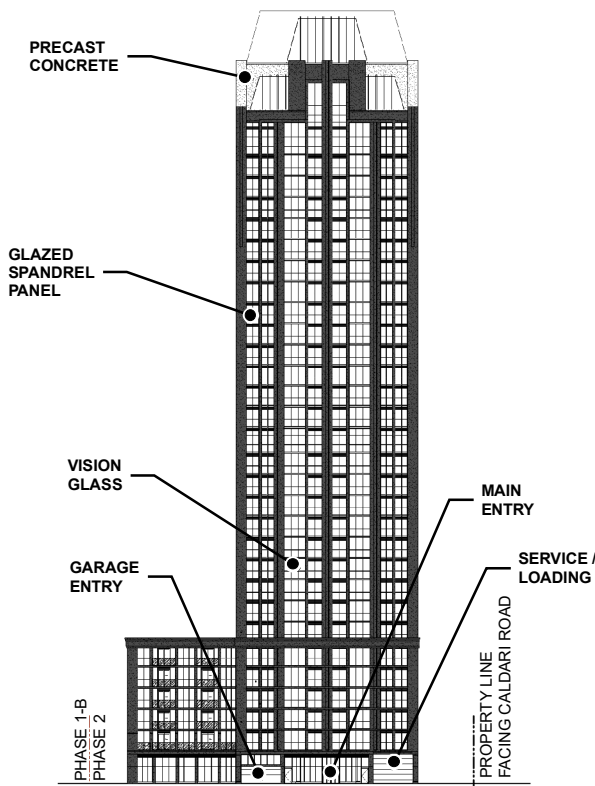 PRECAST
CONCRETE
GLAZED
SPANDREL
PANEL
VISION
GLASS
MAIN
ENTRY
GARAGE
ENTRY
SERVICE /
LOADING
PHASE 1-B
PHASE 2
PROPERTY LINE
FACING CALDARI ROAD